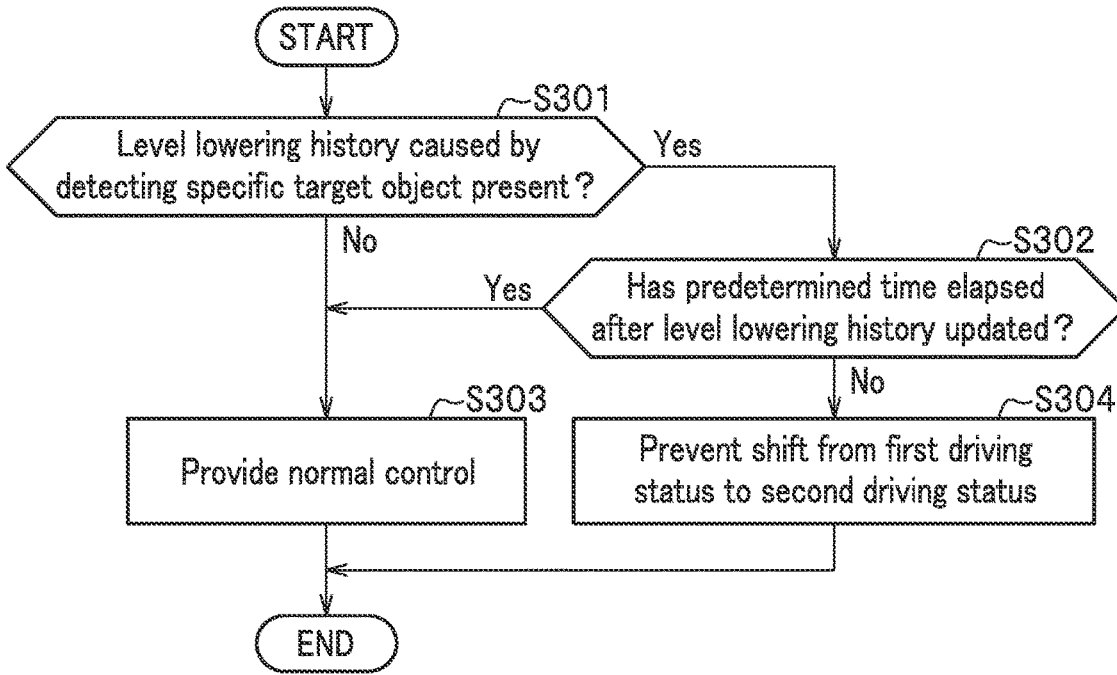 START
S301
Level lowering history caused by
detecting specific target object present?
Yes
No
S302
Has predetermined time elapsed
after level lowering history updated?
Yes
No
S303
Provide normal control
S304
Prevent shift from first driving
status to second driving status
END